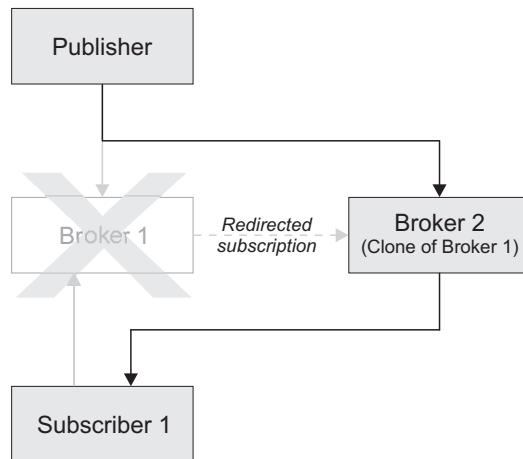 Publisher
Broker 1
Redirected
subscription
Broker 2
(Clone of Broker 1)
Subscriber 1